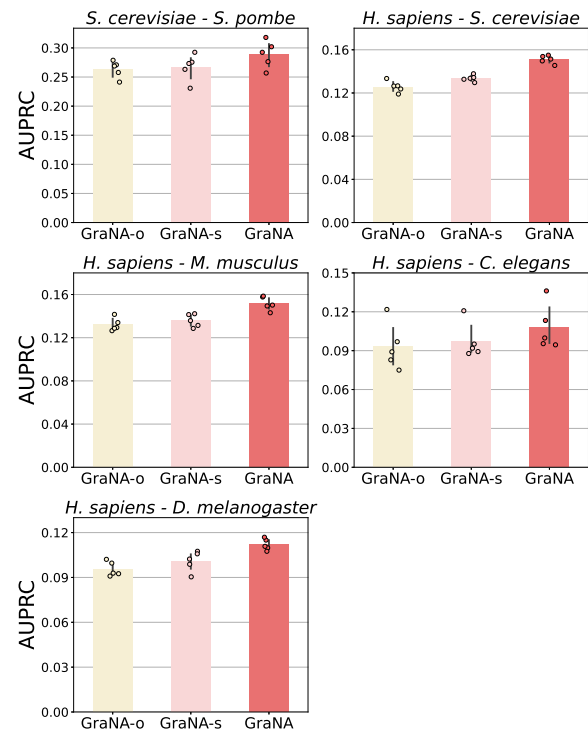 S. cerevisiae - S. pombe
AUPRC
0.30
0.25
0.20
0.15
0.10
0.05
0.00
GraNA-o GraNA-s GraNA
H. sapiens - S. cerevisiae
0.16
0.12
0.08
0.04
0.00
GraNA-o GraNA-s GraNA
H. sapiens - M. musculus
AUPRC
0.16
0.12
0.08
0.04
0.00
GraNA-o GraNA-s GraNA
H. sapiens - C. elegans
0.15
0.12
0.09
0.06
0.03
0.00
GraNA-o GraNA-s GraNA
H. sapiens - D. melanogaster
AUPRC
0.12
0.09
0.06
0.03
0.00
GraNA-o GraNA-s GraNA